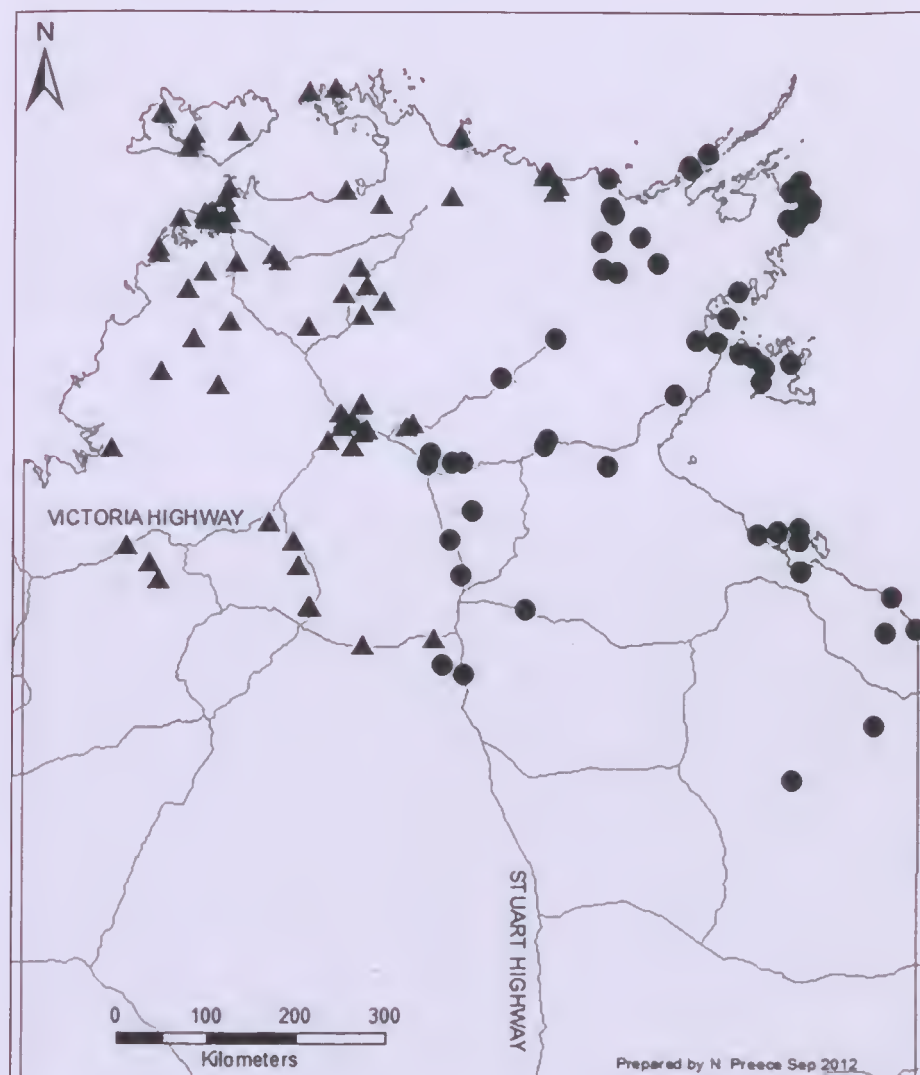 N
VICTORIA HIGHWAY
STUART HIGHWAY
0 100 200 300
Kilometers
Prepared by N Preece Sep 2012